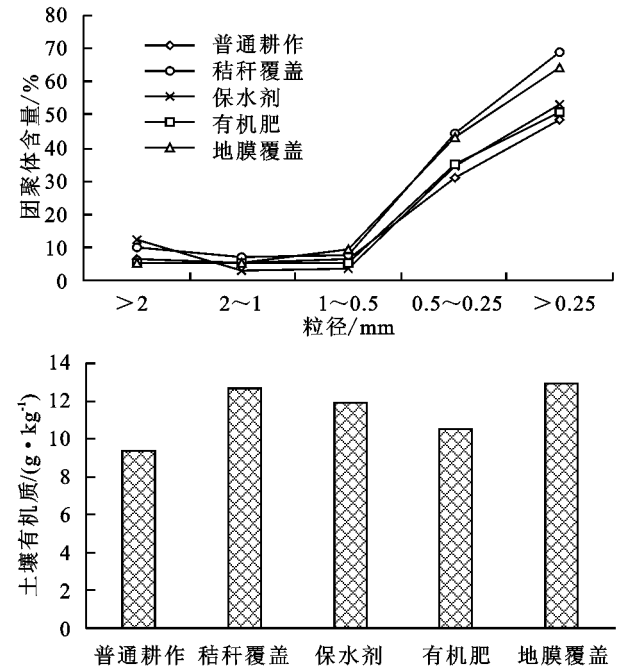 80
70
60
50
40
30
20
10
0
团聚体含量/%
普通耕作
秸秆覆盖
保水剂
有机肥
地膜覆盖
>2 2~1 1~0.5 0.5~0.25 >0.25
粒径/mm
14
12
10
8
6
4
2
0
土壤有机质/(g·kg⁻¹)
普通耕作 秸秆覆盖 保水剂 有机肥 地膜覆盖